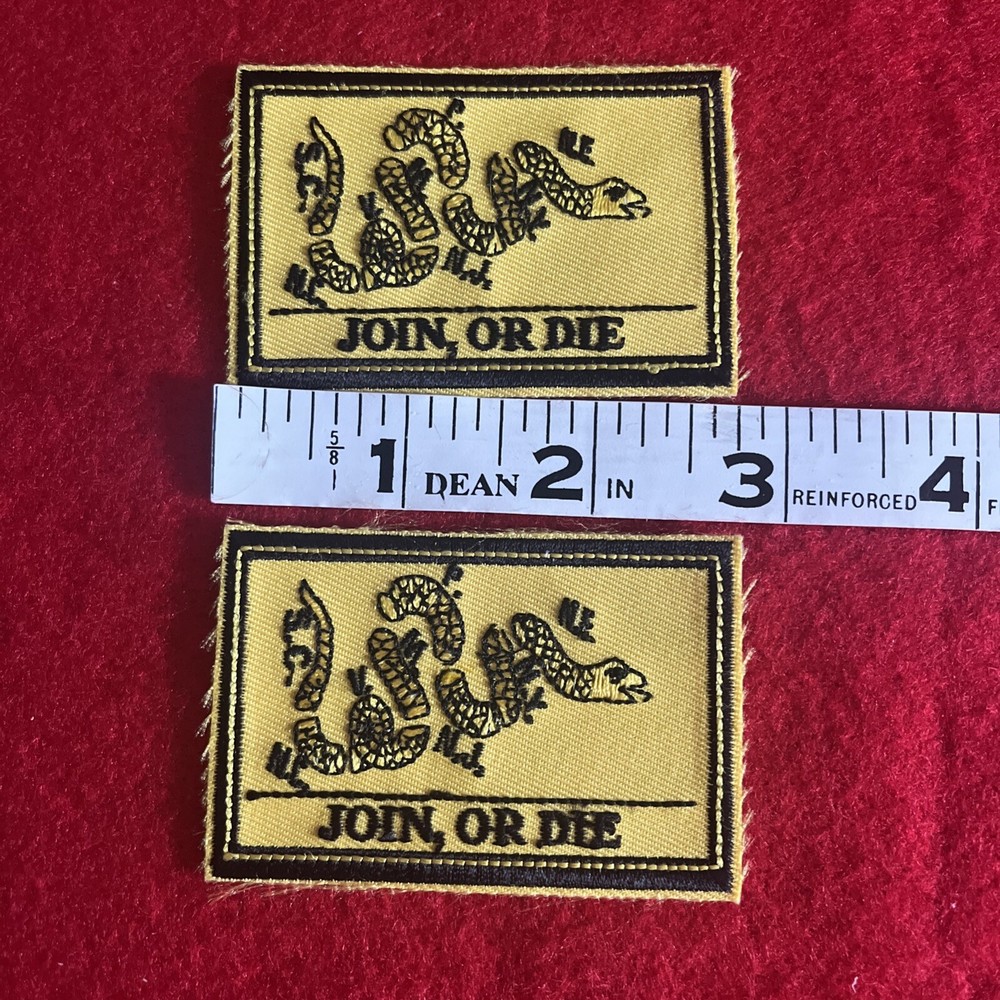 P.
N.E.
S.C.
M.
V.
N.Y.
N.C.
N.J.
JOIN, OR DIE
5/8 1 DEAN 2 IN 3 REINFORCED 4 F
P.
N.E.
S.C.
M.
V.
N.Y.
N.C.
N.J.
JOIN, OR DIE